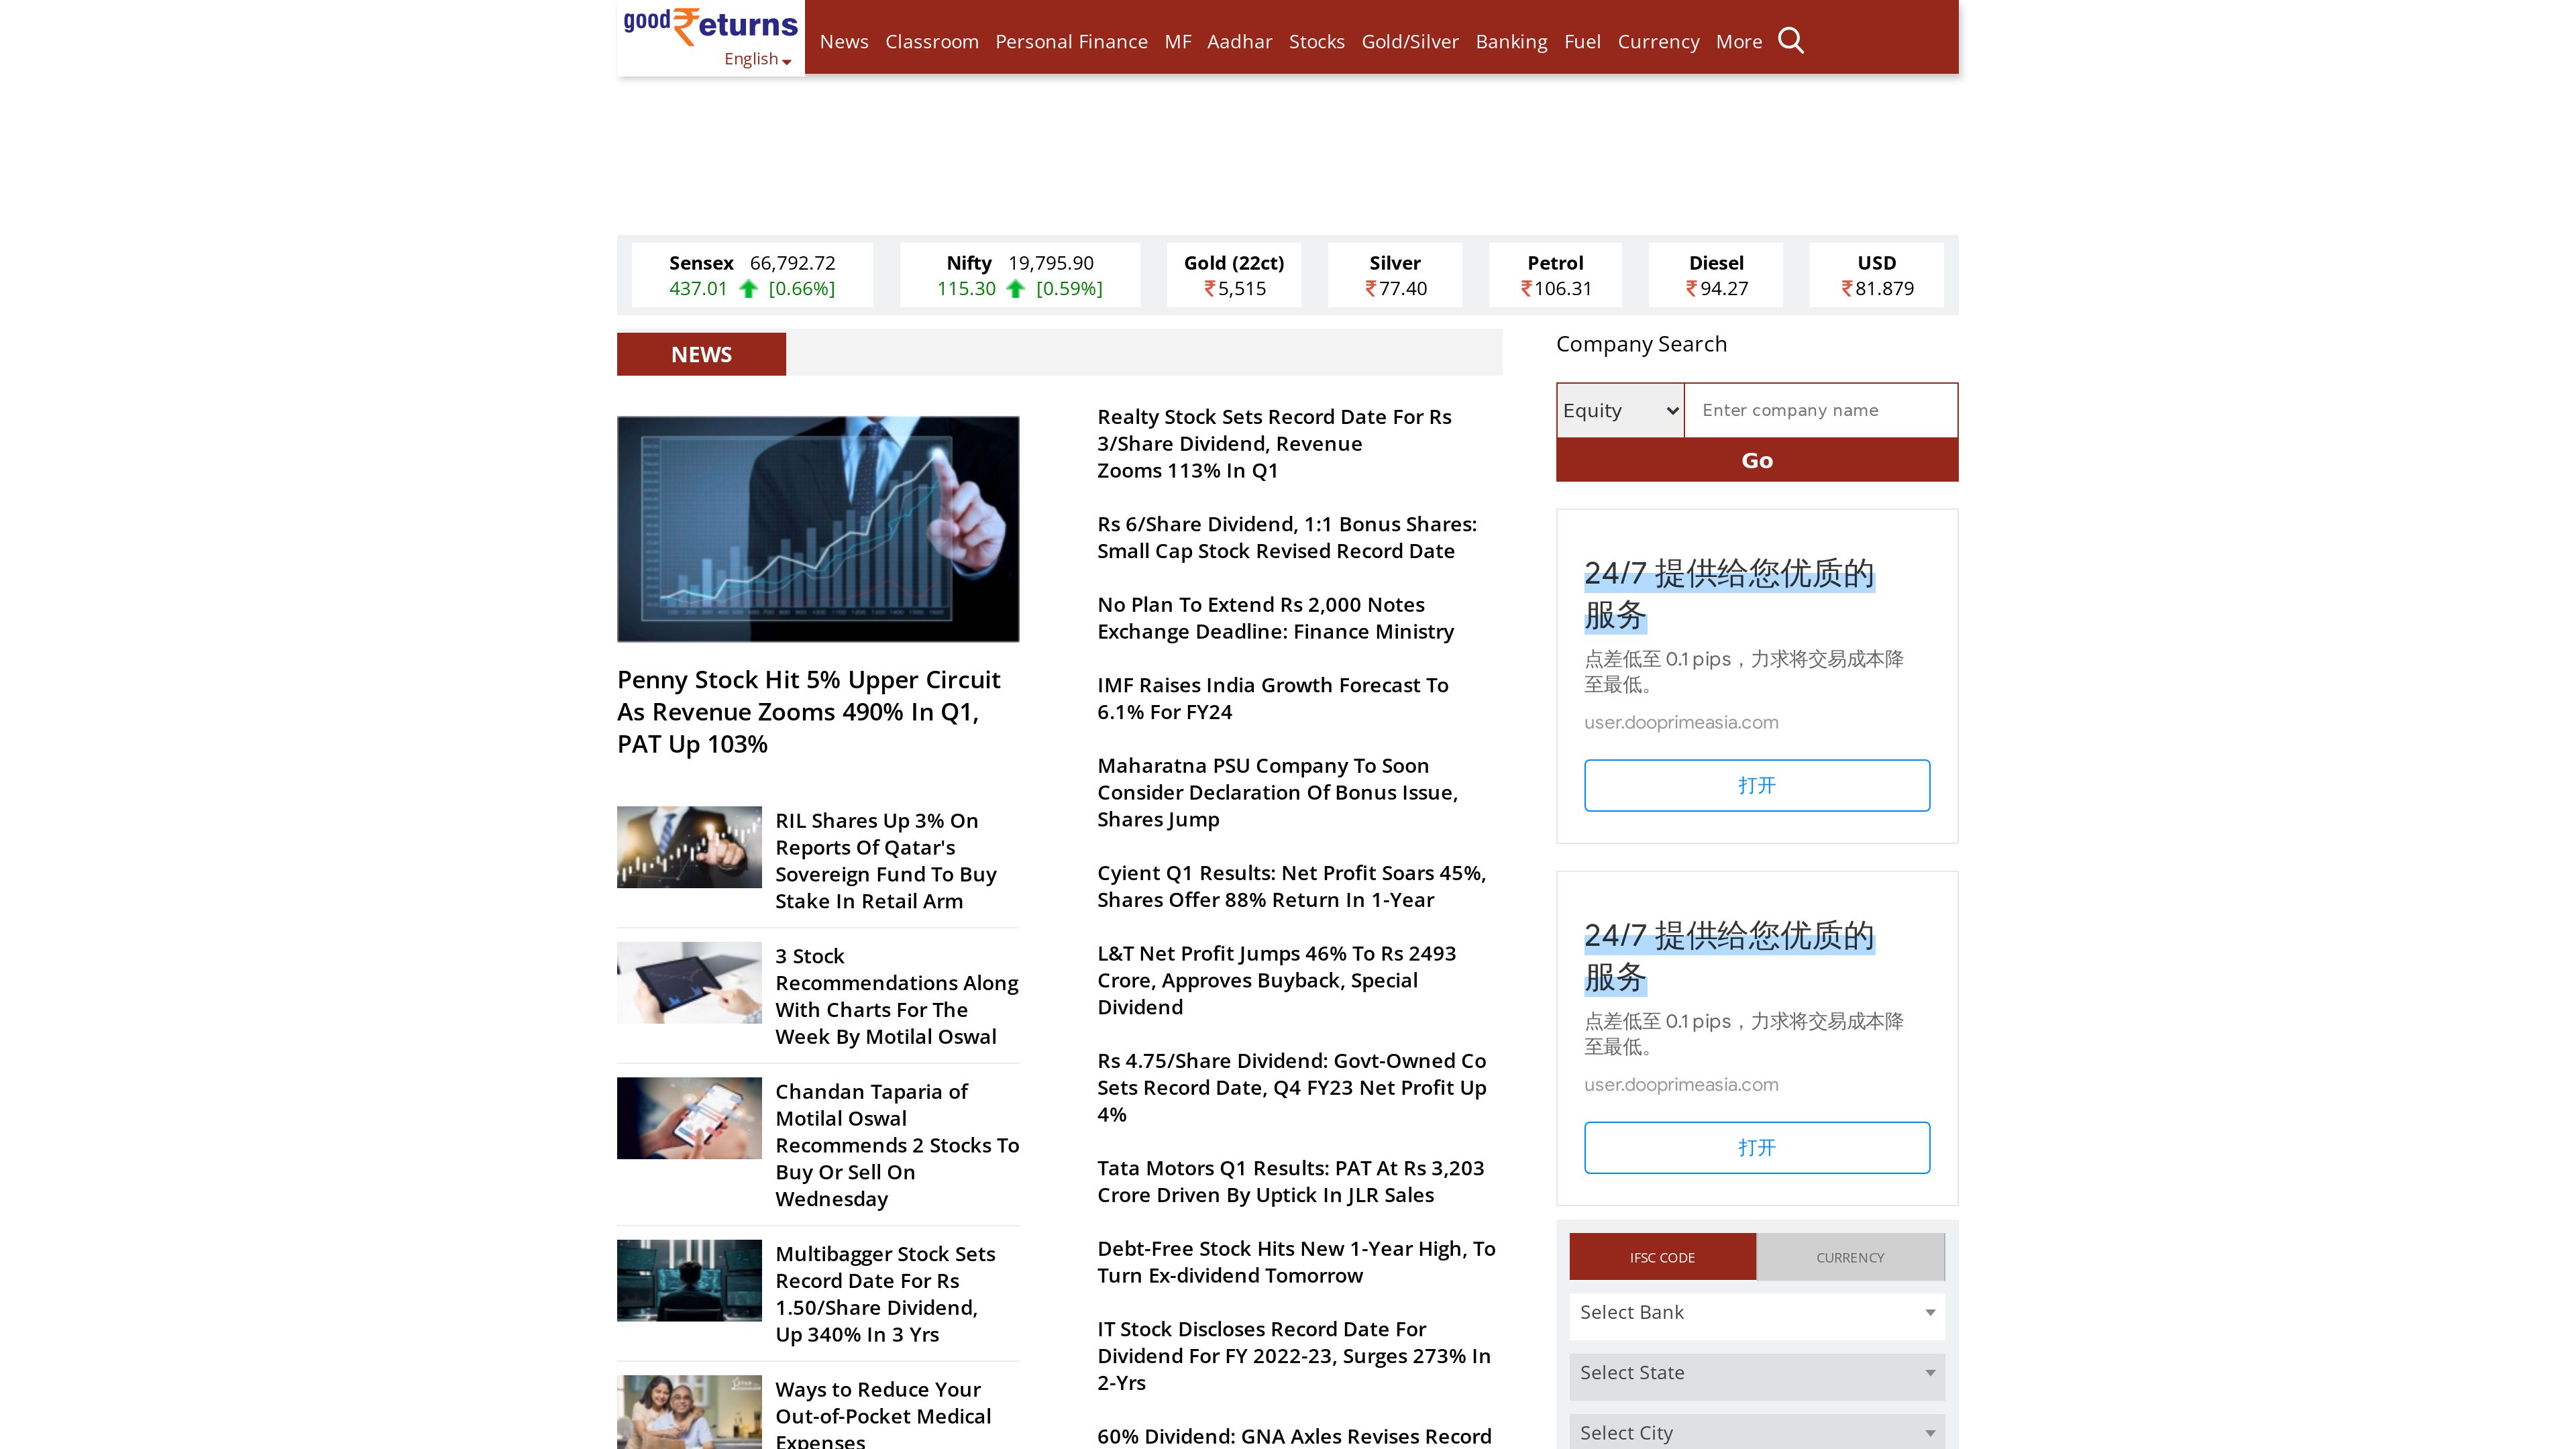 good₹eturns
English
News Classroom Personal Finance MF Aadhar Stocks Gold/Silver Banking Fuel Currency More
Sensex 66,792.72
437.01 [0.66%]
Nifty 19,795.90
115.30 [0.59%]
Gold (22ct)
₹5,515
Silver
₹77.40
Petrol
₹106.31
Diesel
₹94.27
USD
₹81.879
NEWS
Penny Stock Hit 5% Upper Circuit
As Revenue Zooms 490% In Q1,
PAT Up 103%
RIL Shares Up 3% On
Reports Of Qatar's
Sovereign Fund To Buy
Stake In Retail Arm
3 Stock
Recommendations Along
With Charts For The
Week By Motilal Oswal
Chandan Taparia of
Motilal Oswal
Recommends 2 Stocks To
Buy Or Sell On
Wednesday
Multibagger Stock Sets
Record Date For Rs
1.50/Share Dividend,
Up 340% In 3 Yrs
Ways to Reduce Your
Out-of-Pocket Medical
Expenses
Realty Stock Sets Record Date For Rs
3/Share Dividend, Revenue
Zooms 113% In Q1
Rs 6/Share Dividend, 1:1 Bonus Shares:
Small Cap Stock Revised Record Date
No Plan To Extend Rs 2,000 Notes
Exchange Deadline: Finance Ministry
IMF Raises India Growth Forecast To
6.1% For FY24
Maharatna PSU Company To Soon
Consider Declaration Of Bonus Issue,
Shares Jump
Cyient Q1 Results: Net Profit Soars 45%,
Shares Offer 88% Return In 1-Year
L&T Net Profit Jumps 46% To Rs 2493
Crore, Approves Buyback, Special
Dividend
Rs 4.75/Share Dividend: Govt-Owned Co
Sets Record Date, Q4 FY23 Net Profit Up
4%
Tata Motors Q1 Results: PAT At Rs 3,203
Crore Driven By Uptick In JLR Sales
Debt-Free Stock Hits New 1-Year High, To
Turn Ex-dividend Tomorrow
IT Stock Discloses Record Date For
Dividend For FY 2022-23, Surges 273% In
2-Yrs
60% Dividend: GNA Axles Revises Record
Company Search
Equity
Enter company name
Go
24/7 提供给您优质的
服务
点差低至 0.1 pips，力求将交易成本降
至最低。
user.dooprimeasia.com
打开
24/7 提供给您优质的
服务
点差低至 0.1 pips，力求将交易成本降
至最低。
user.dooprimeasia.com
打开
IFSC CODE
CURRENCY
Select Bank
Select State
Select City